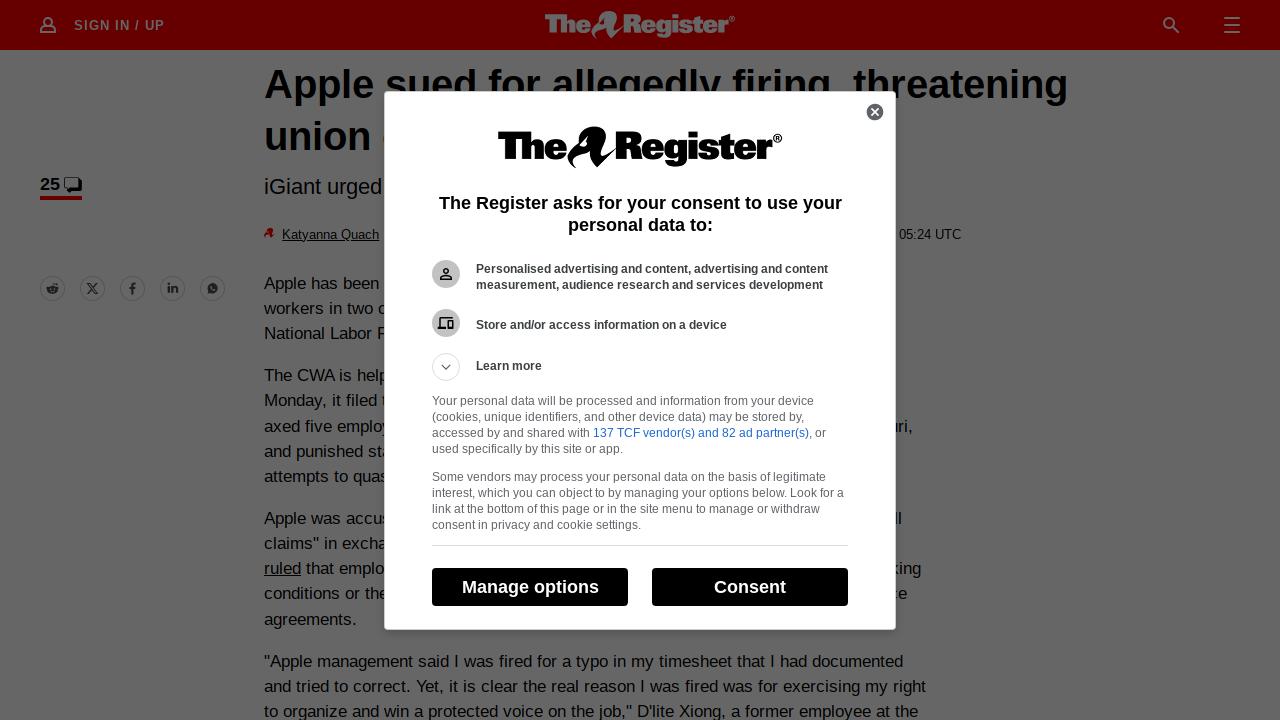 SIGN IN / UP
The Register®
Apple sued for allegedly firing, threatening
union
25
iGiant urged
Katyanna Quach
05:24 UTC
Apple has been
workers in two
National Labor
The CWA is help
Monday, it filed
axed five employ
uri,
and punished sta
attempts to quas
Apple was accus
ll
claims" in excha
ruled that emplo
king
conditions or the
ce
agreements.
"Apple management said I was fired for a typo in my timesheet that I had documented
and tried to correct. Yet, it is clear the real reason I was fired was for exercising my right
to organize and win a protected voice on the job," D'lite Xiong, a former employee at the
The Register®
The Register asks for your consent to use your
personal data to:
Personalised advertising and content, advertising and content
measurement, audience research and services development
Store and/or access information on a device
Learn more
Your personal data will be processed and information from your device
(cookies, unique identifiers, and other device data) may be stored by,
accessed by and shared with 137 TCF vendor(s) and 82 ad partner(s), or
used specifically by this site or app.
Some vendors may process your personal data on the basis of legitimate
interest, which you can object to by managing your options below. Look for a
link at the bottom of this page or in the site menu to manage or withdraw
consent in privacy and cookie settings.
Manage options
Consent